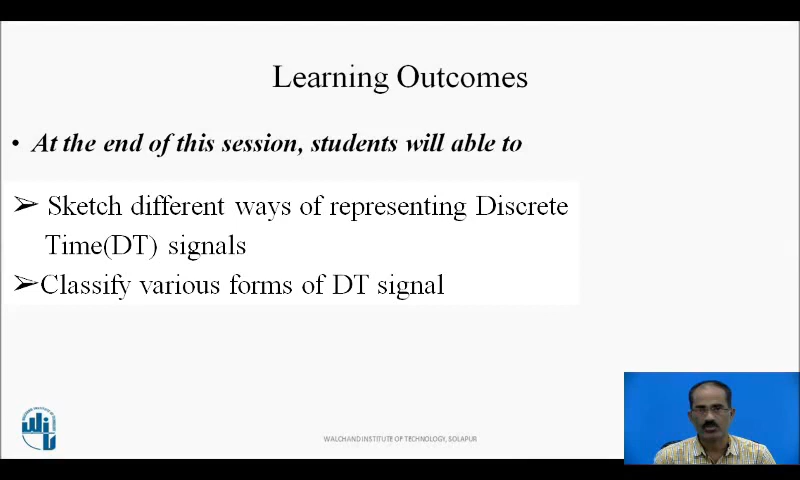 Learning Outcomes
• At the end of this session, students will able to
➢ Sketch different ways of representing Discrete
Time(DT) signals
➢Classify various forms of DT signal
WALCHAND INSTITUTE OF TECHNOLOGY, SOLAPUR